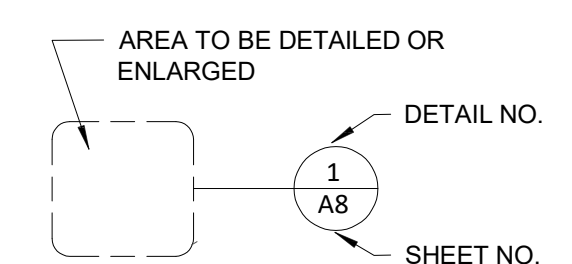 AREA TO BE DETAILED OR
ENLARGED
DETAIL NO.
1
A8
SHEET NO.